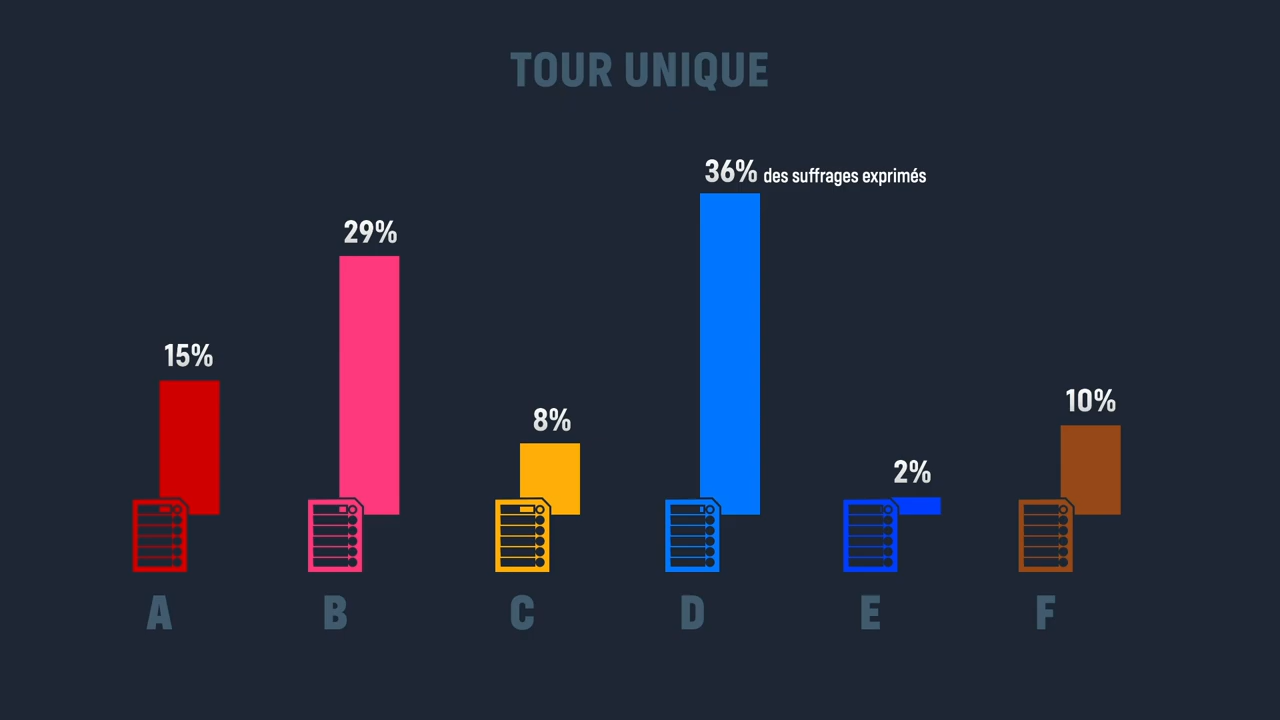 TOUR UNIQUE
36% des suffrages exprimés
29%
15%
8%
10%
2%
A B C D E F